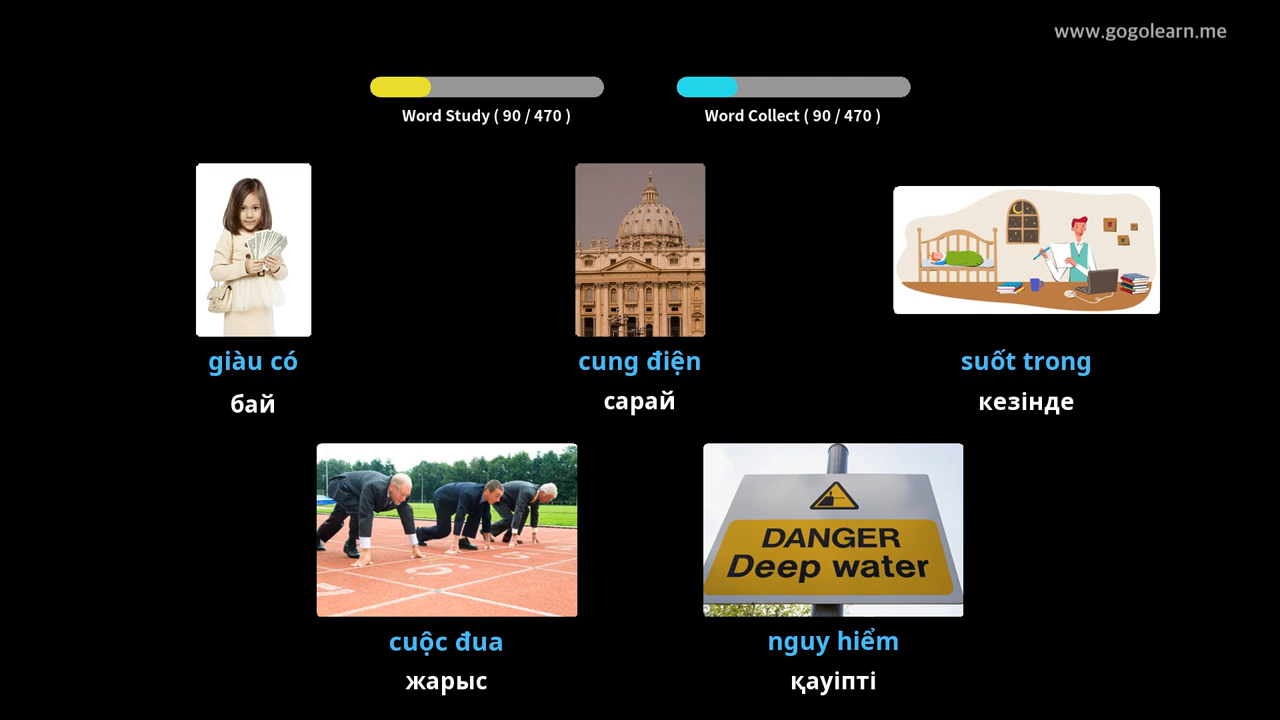 www.gogolearn.me
Word Study ( 90 / 470 )
Word Collect ( 90 / 470 )
giàu có
бай
cung điện
сарай
suốt trong
кезінде
DANGER
Deep water
cuộc đua
жарыс
nguy hiểm
қауіпті